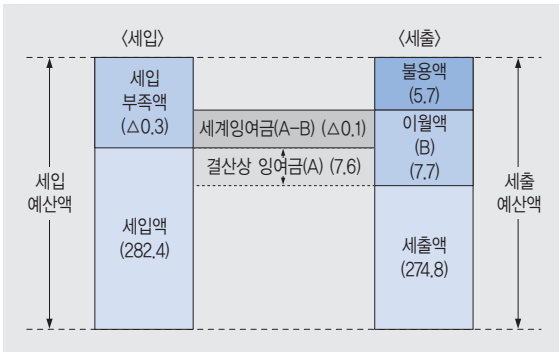 〈세입〉
〈세출〉
세입
부족액
(△0.3)
불용액
(5.7)
세계잉여금(A-B) (△0.1)
이월액
(B)
(7.7)
결산상 잉여금(A) (7.6)
세입
예산액
세출
예산액
세입액
(282.4)
세출액
(274.8)